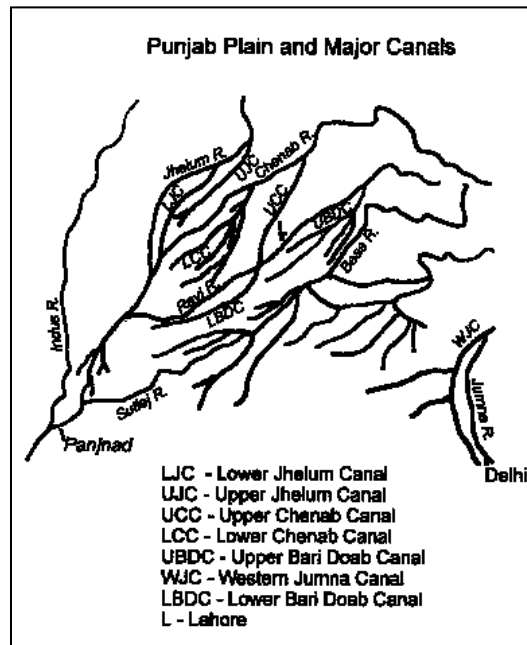 Punjab Plain and Major Canals
Jhelum R.
LJC
UJC
Chenab R.
UCC
L
UBDC
Beas R.
LCC
Ravi R.
LBDC
Indus R.
Sutlej R.
Panjnad
WJC
Jumna R.
Delhi
LJC - Lower Jhelum Canal
UJC - Upper Jhelum Canal
UCC - Upper Chenab Canal
LCC - Lower Chenab Canal
UBDC - Upper Bari Doab Canal
WJC - Western Jumna Canal
LBDC - Lower Bari Doab Canal
L - Lahore